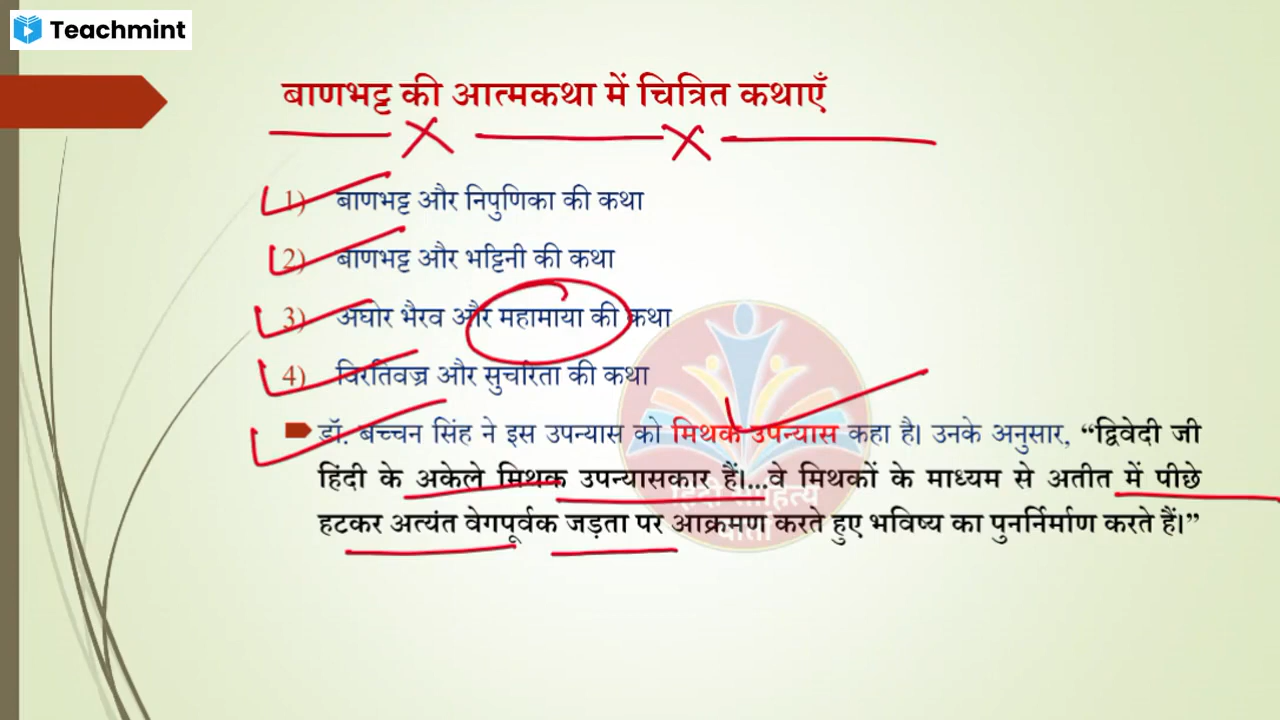 Teachmint
बाणभट्ट की आत्मकथा में चित्रित कथाएँ
1) बाणभट्ट और निपुणिका की कथा
2) बाणभट्ट और भट्टिनी की कथा
3) अघोर भैरव और महामाया की कथा
4) विरतिवज्र और सुचरिता की कथा
डॉ. बच्चन सिंह ने इस उपन्यास को मिथक उपन्यास कहा है। उनके अनुसार, “द्विवेदी जी
हिंदी के अकेले मिथक उपन्यासकार हैं।...वे मिथकों के माध्यम से अतीत में पीछे
हटकर अत्यंत वेगपूर्वक जड़ता पर आक्रमण करते हुए भविष्य का पुनर्निर्माण करते हैं।”
हिंदी साहित्य
वार्ता